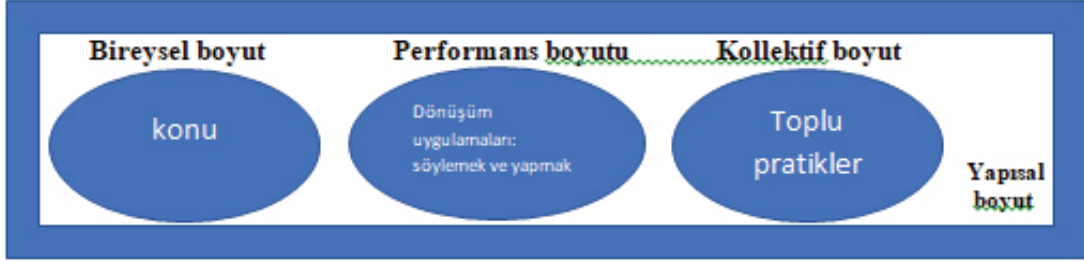 Bireysel boyut
Performans boyutu
Kollektif boyut
konu
Dönüşüm
uygulamaları:
söylemek ve yapmak
Toplu
pratikler
Yapısal
boyut